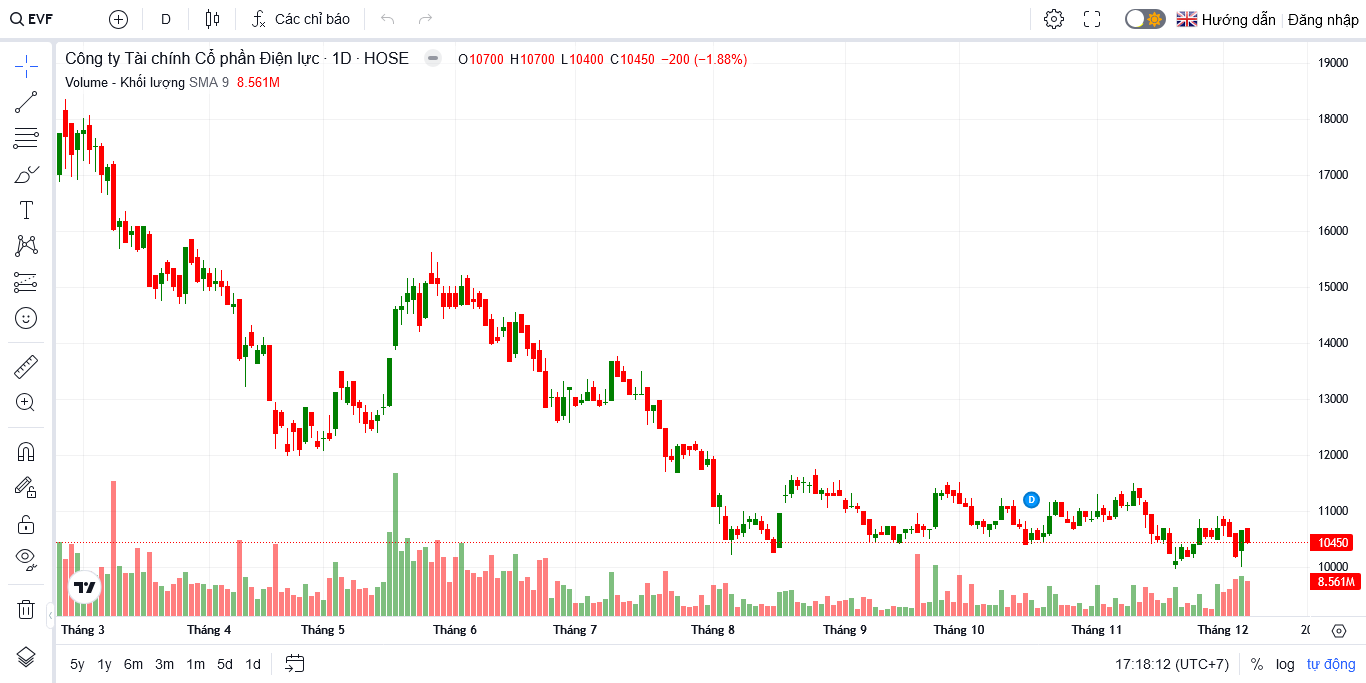 EVF D Các chỉ báo Hướng dẫn Đăng nhập
Công ty Tài chính Cổ phần Điện lực · 1D · HOSE O10700 H10700 L10400 C10450 −200 (−1.88%)
Volume - Khối lượng SMA 9 8.561M
19000
18000
17000
16000
15000
14000
13000
12000
11000
10450
10000
8.561M
D
Tháng 3 Tháng 4 Tháng 5 Tháng 6 Tháng 7 Tháng 8 Tháng 9 Tháng 10 Tháng 11 Tháng 12
5y 1y 6m 3m 1m 5d 1d 17:18:12 (UTC+7) % log tự động